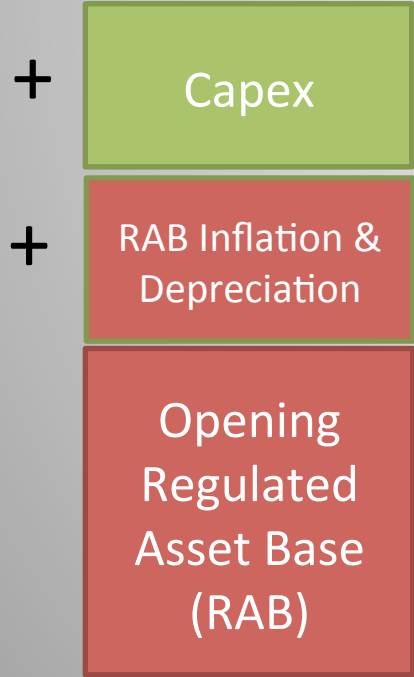 +
Capex
+
RAB Inflation &
Depreciation
Opening
Regulated
Asset Base
(RAB)